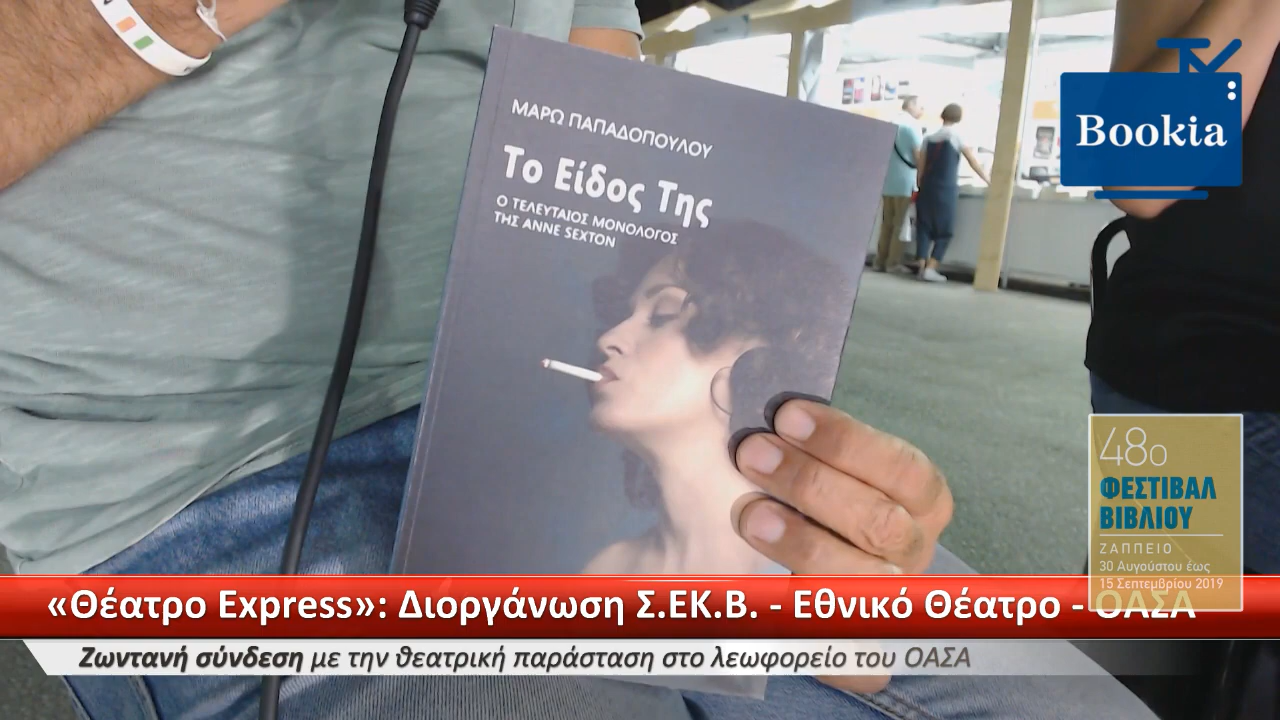 ΜΑΡΩ ΠΑΠΑΔΟΠΟΥΛΟΥ
Το Είδος Της
Ο ΤΕΛΕΥΤΑΙΟΣ ΜΟΝΟΛΟΓΟΣ
ΤΗΣ ANNE SEXTON
TV
Bookia
48ο
ΦΕΣΤΙΒΑΛ
ΒΙΒΛΙΟΥ
ΖΑΠΠΕΙΟ
30 Αυγούστου έως
15 Σεπτεμβρίου 2019
«Θέατρο Express»: Διοργάνωση Σ.ΕΚ.Β. - Εθνικό Θέατρο - ΟΑΣΑ
Ζωντανή σύνδεση με την θεατρική παράσταση στο λεωφορείο του ΟΑΣΑ